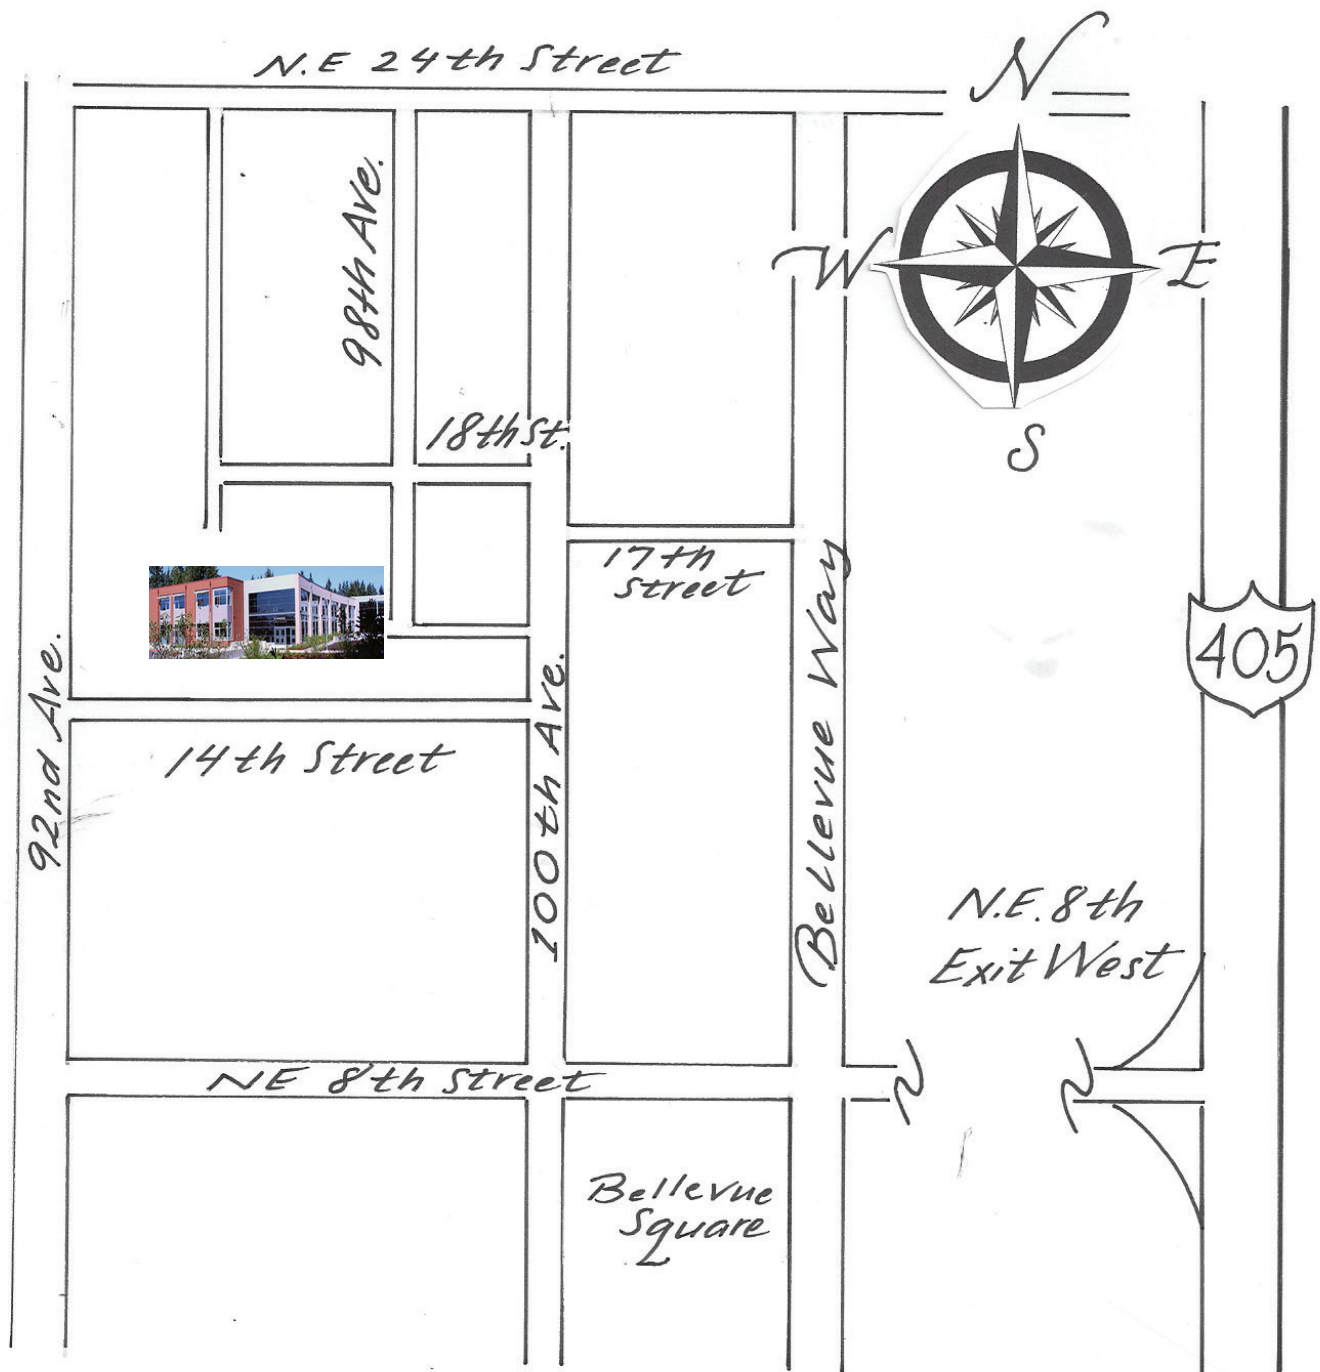 N.E 24th Street
N
98th Ave.
W
E
18th St.
S
17th
Street
405
92nd Ave.
14th Street
100th Ave.
Bellevue Way
N.E. 8th
Exit West
NE 8th Street
Bellevue
Square